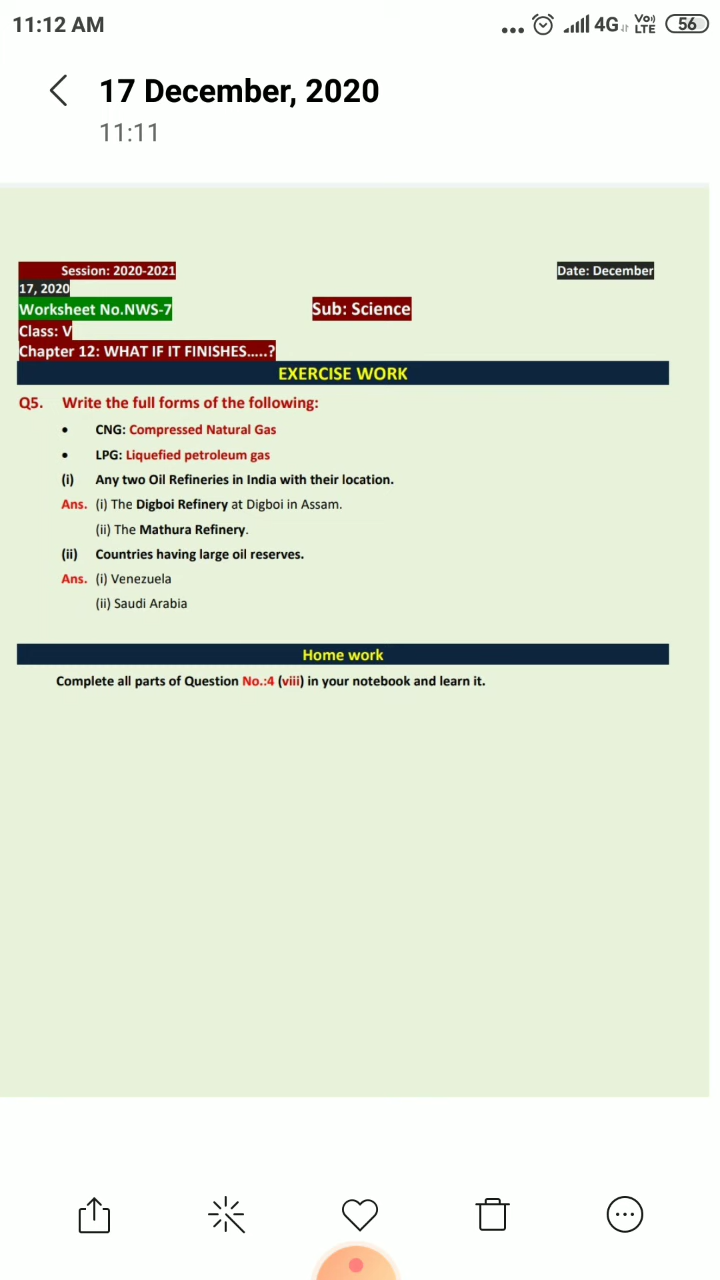 11:12 AM ... 4G Vo)) LTE 56
17 December, 2020
11:11
Session: 2020-2021 Date: December
17, 2020
Worksheet No.NWS-7 Sub: Science
Class: V
Chapter 12: WHAT IF IT FINISHES.....?
EXERCISE WORK
Q5. Write the full forms of the following:
• CNG: Compressed Natural Gas
• LPG: Liquefied petroleum gas
(i) Any two Oil Refineries in India with their location.
Ans. (i) The Digboi Refinery at Digboi in Assam.
(ii) The Mathura Refinery.
(ii) Countries having large oil reserves.
Ans. (i) Venezuela
(ii) Saudi Arabia
Home work
Complete all parts of Question No.:4 (viii) in your notebook and learn it.